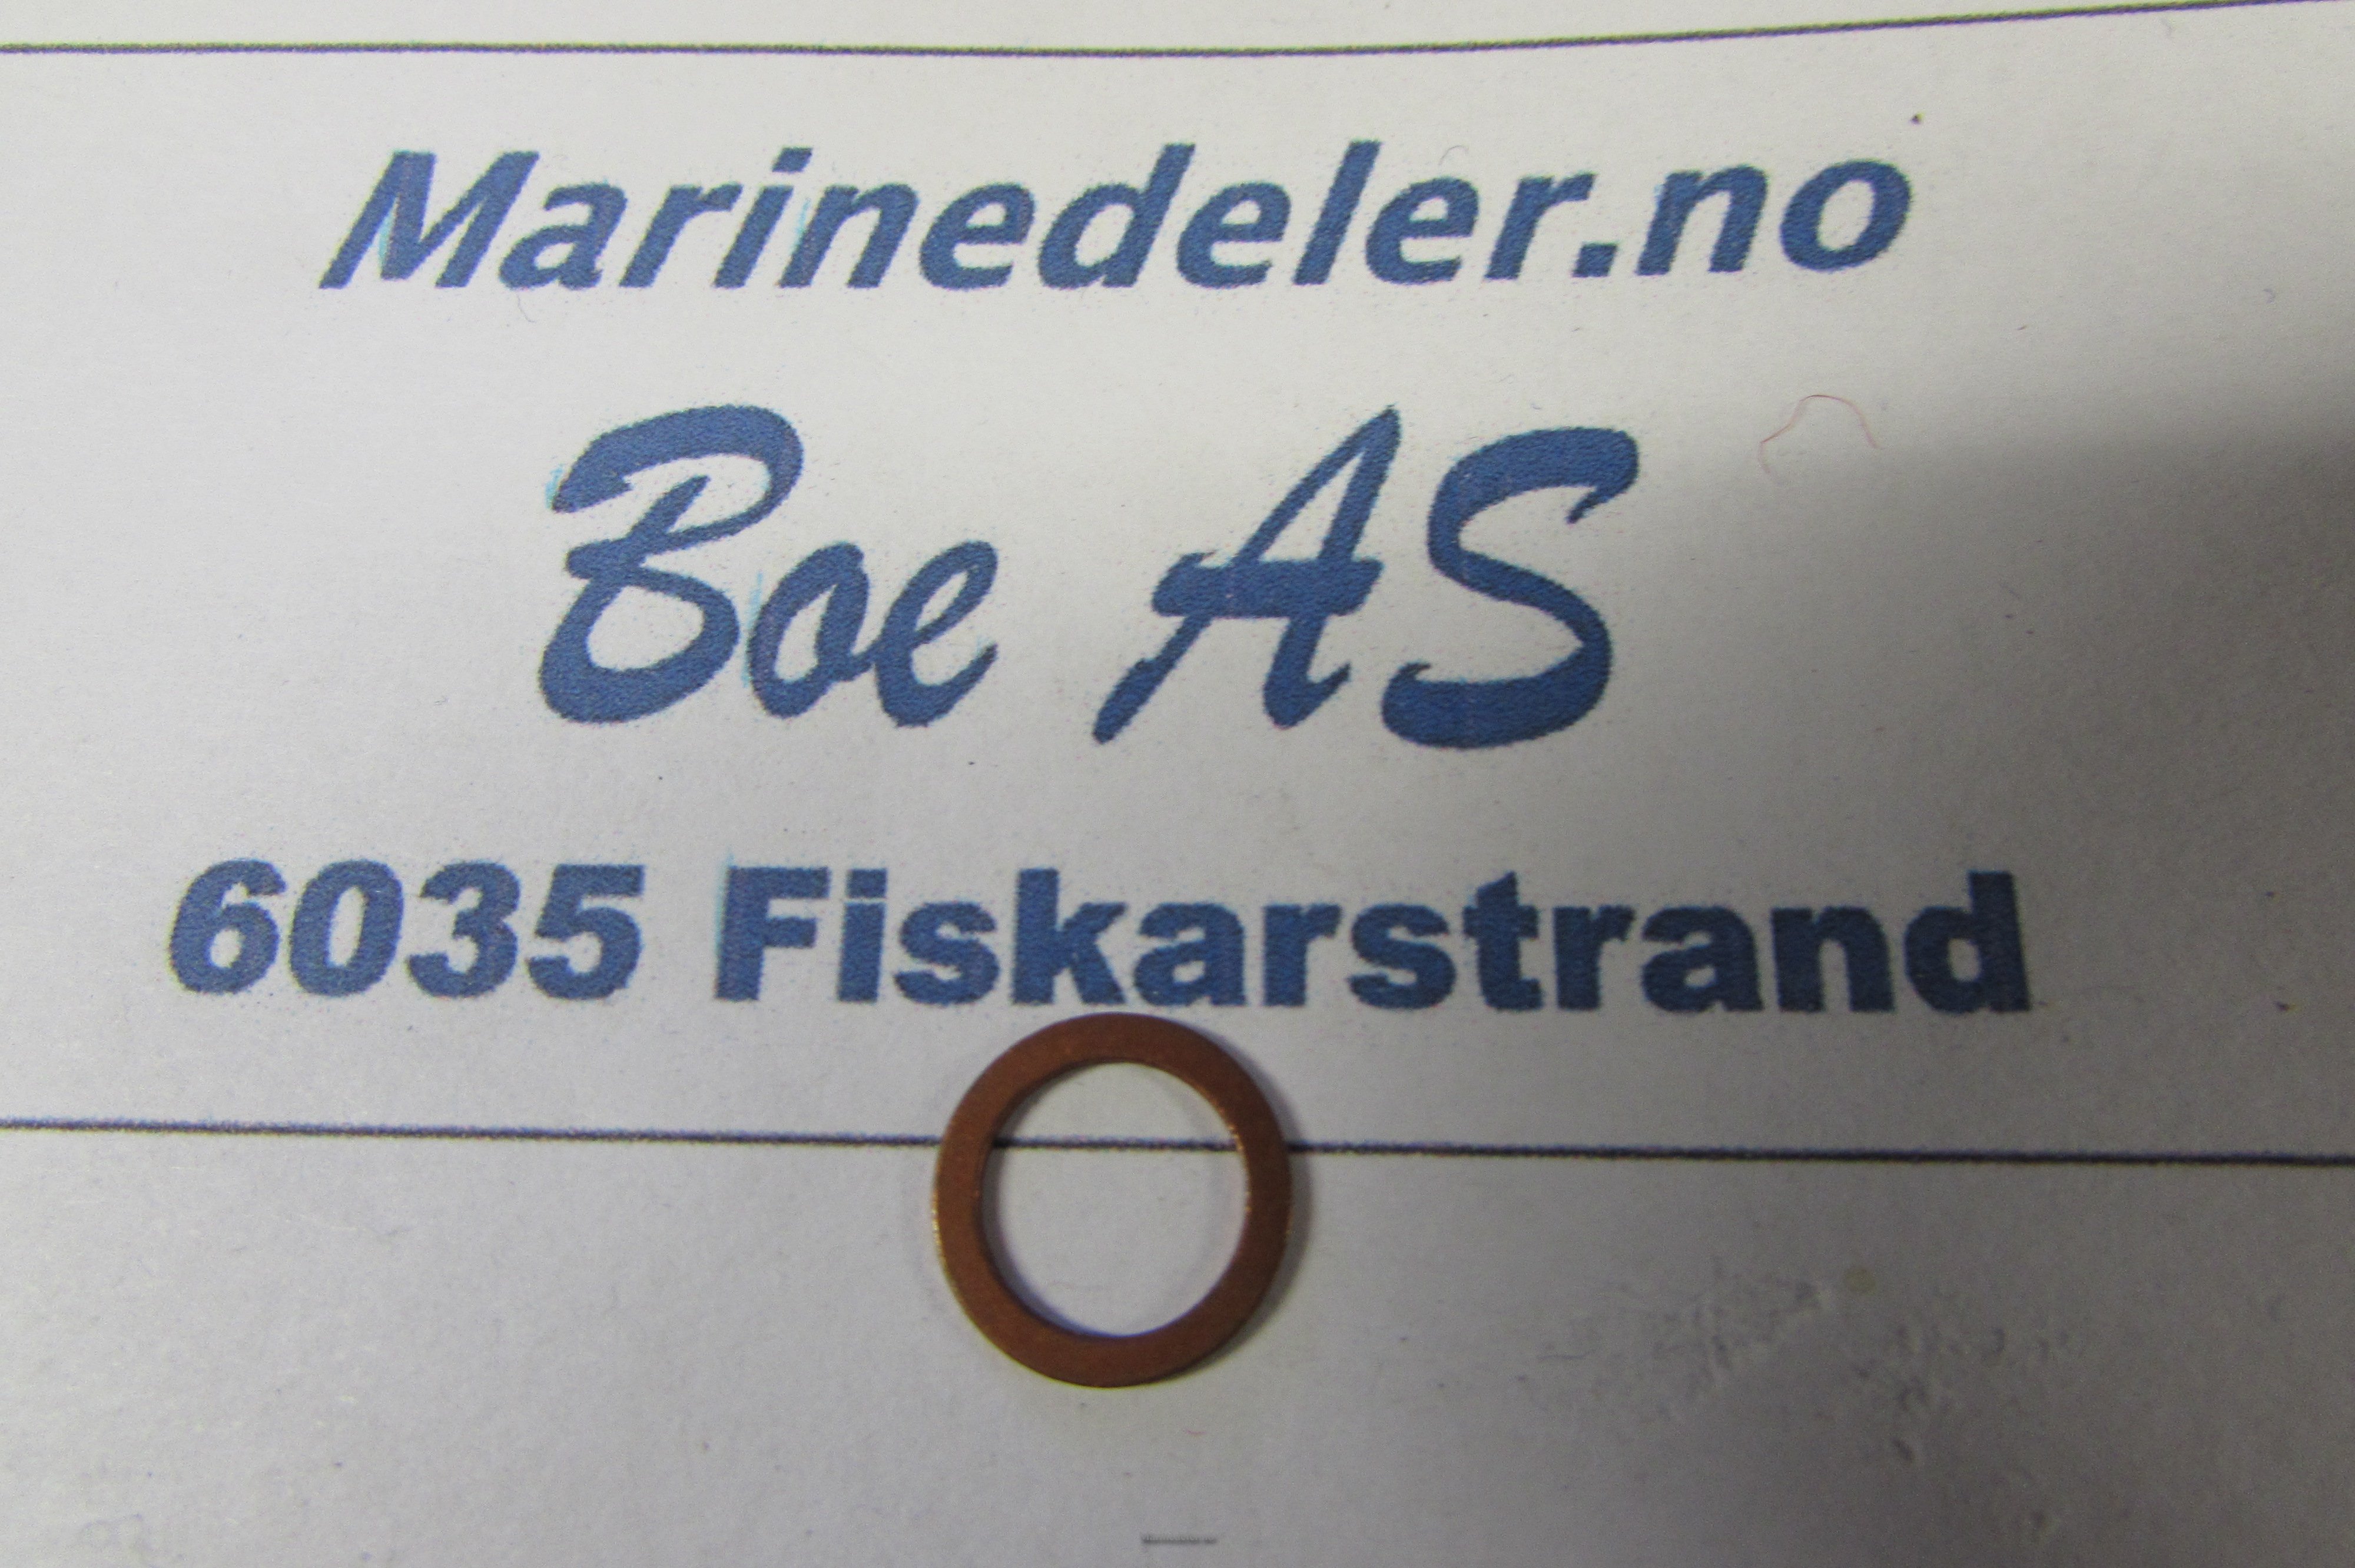 Marinedeler.no
Boe AS
6035 Fiskarstrand